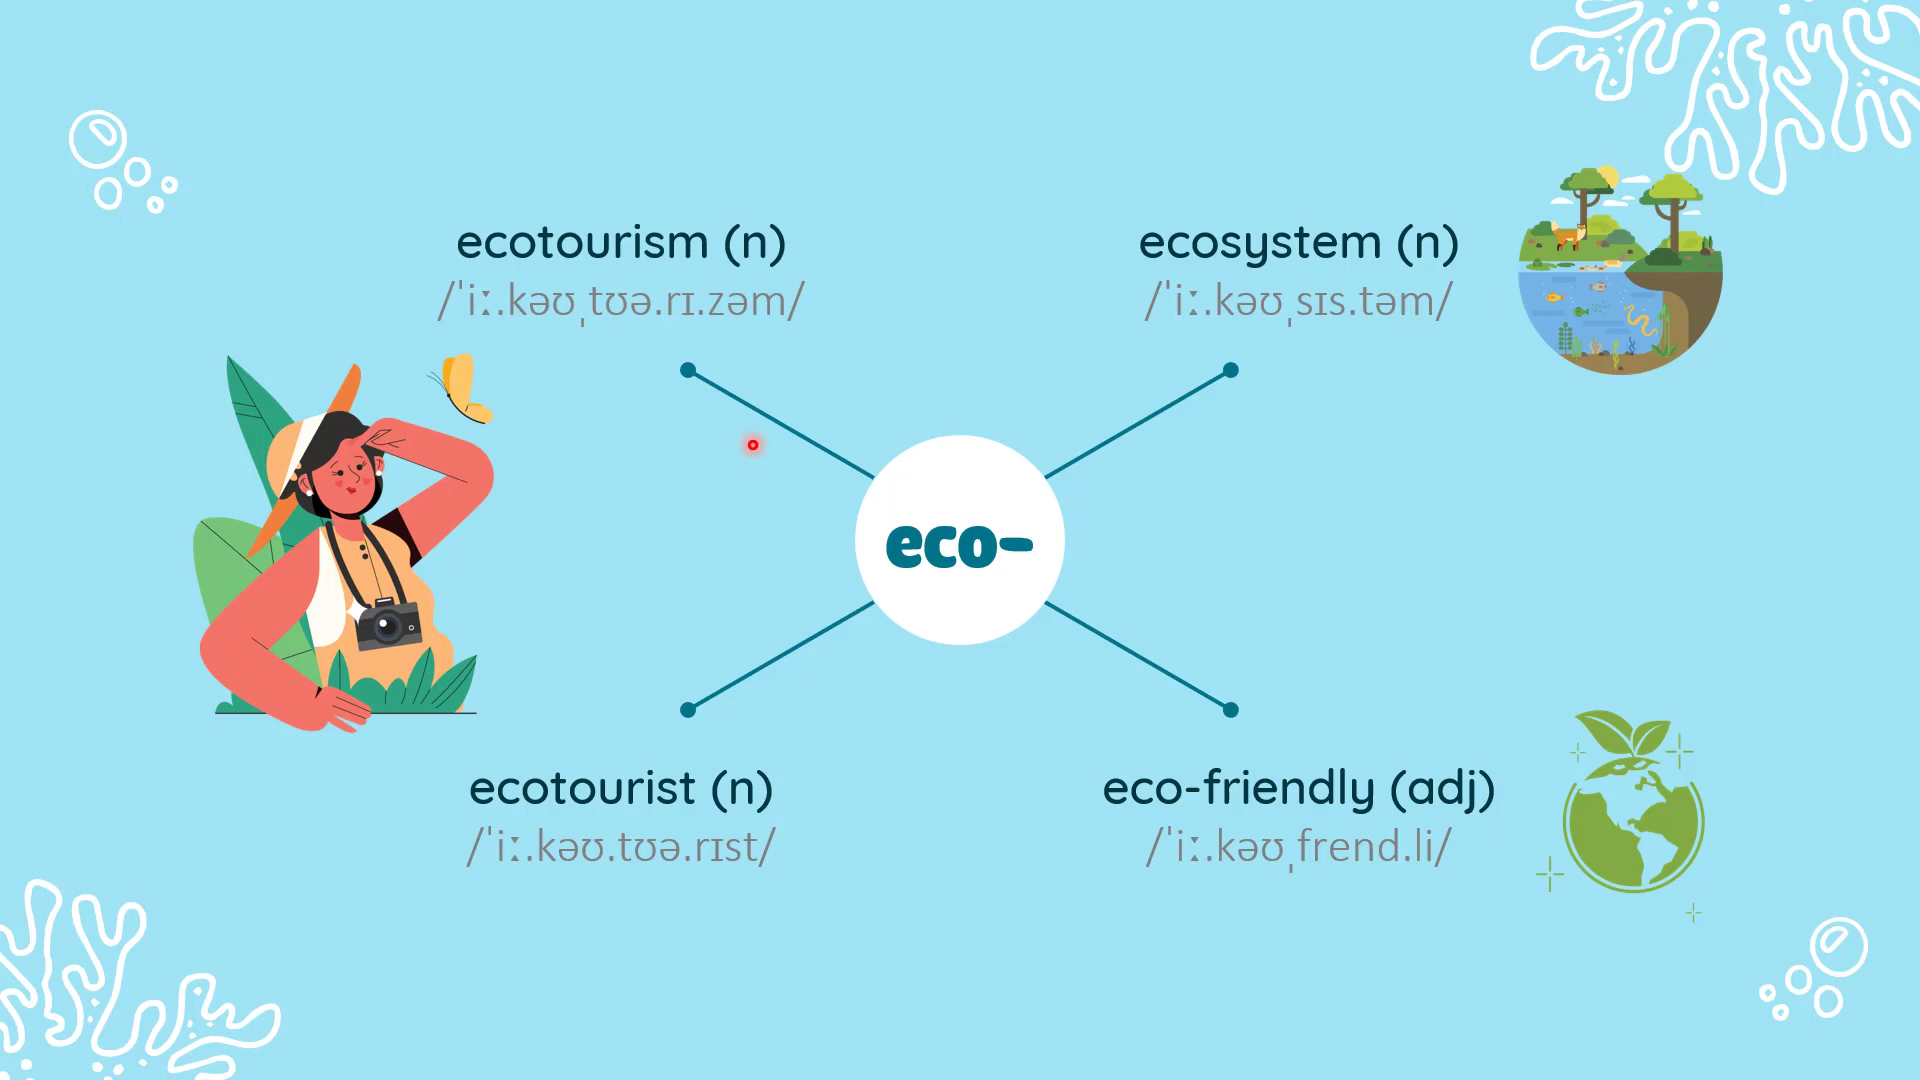 ecotourism (n)
/ˈiː.kəʊˌtʊə.rɪ.zəm/
ecosystem (n)
/ˈiː.kəʊˌsɪs.təm/
eco-
ecotourist (n)
/ˈiː.kəʊ.tʊə.rɪst/
eco-friendly (adj)
/ˈiː.kəʊˌfrend.li/